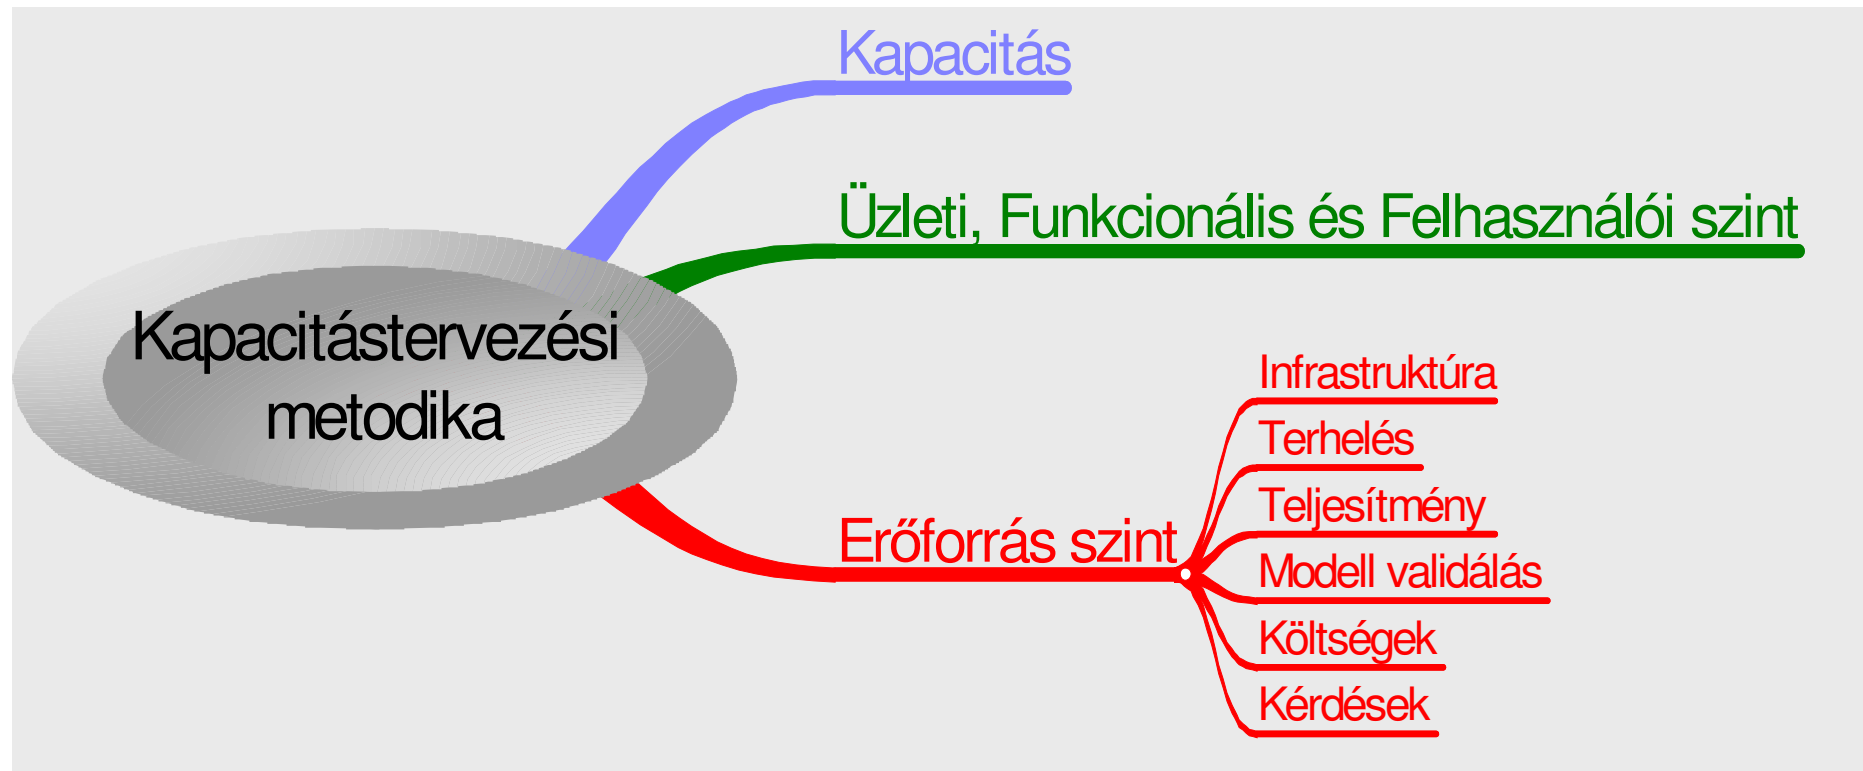 Kapacitás
Üzleti, Funkcionális és Felhasználói szint
Kapacitástervezési
metodika
Erőforrás szint
Infrastruktúra
Terhelés
Teljesítmény
Modell validálás
Költségek
Kérdések